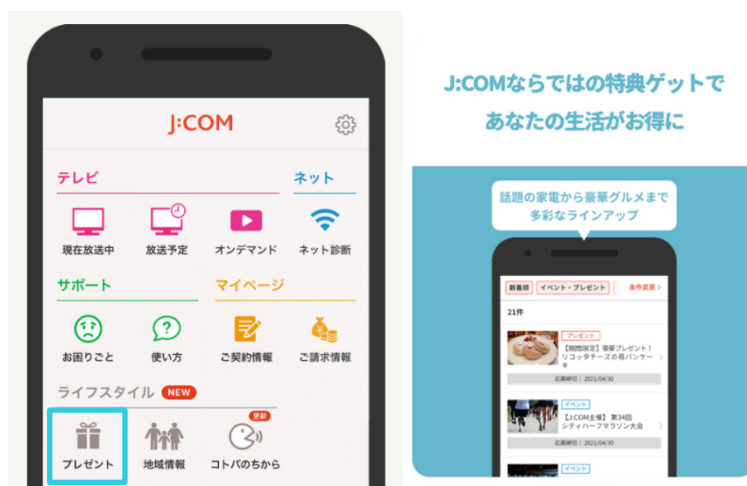 J:COM
テレビ
ネット
現在放送中
放送予定
オンデマンド
ネット診断
サポート
マイページ
お困りごと
使い方
ご契約情報
ご請求情報
ライフスタイル NEW
更新
プレゼント
地域情報
コトバのちから
J:COMならではの特典ゲットで
あなたの生活がお得に
話題の家電から豪華グルメまで
多彩なラインアップ
新着順 イベント・プレゼント 条件変更
21件
プレゼント
【期間限定】豪華プレゼント！
リコッタチーズの苺パンケー
キ
応募締切：2021/04/30
イベント
【J:COM主催】 第34回
シティハーフマラソン大会
応募締切：2021/04/30
イベント